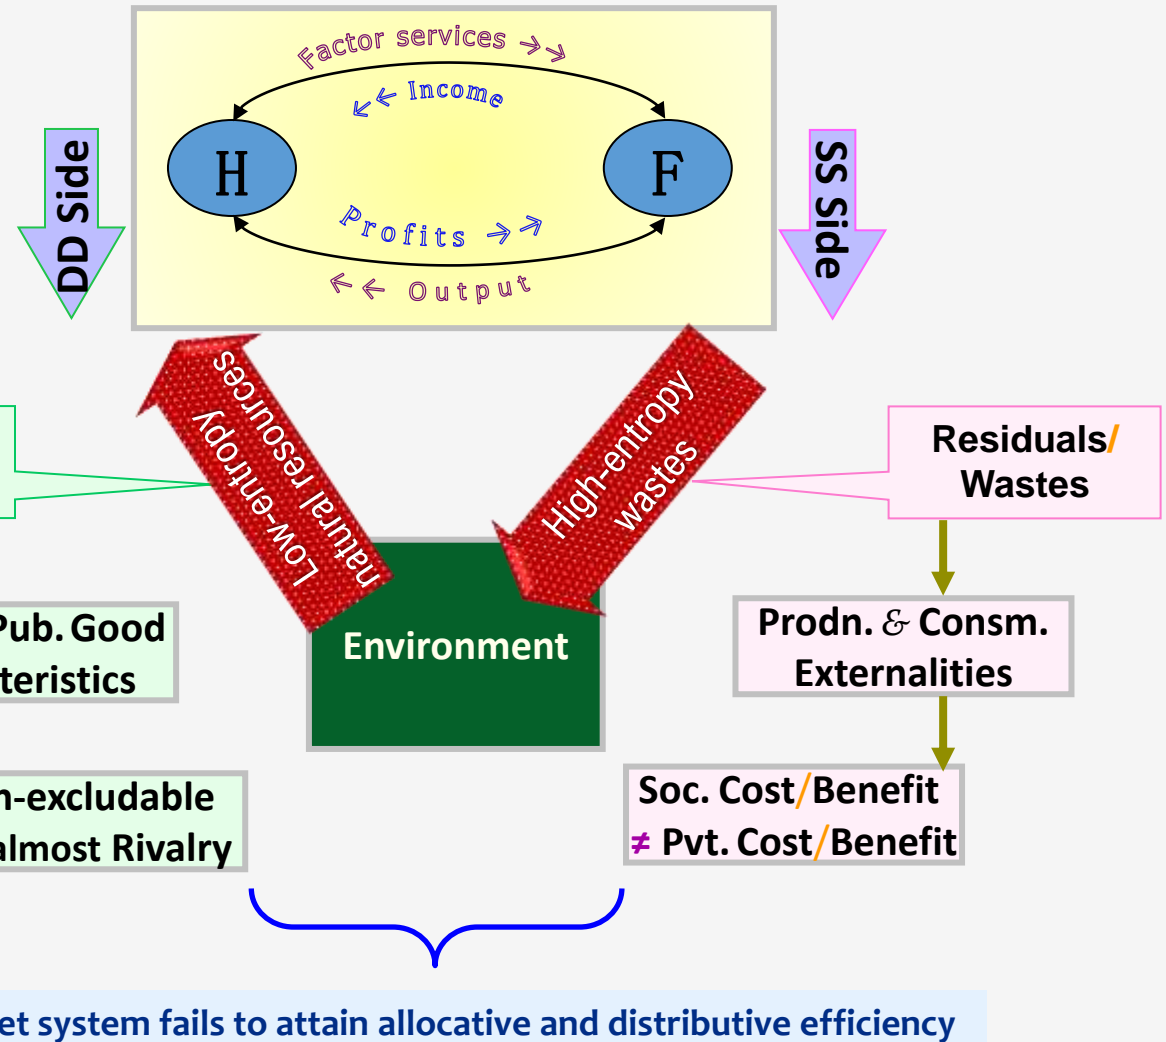 Factor services →→
←← Income
DD Side
H
F
SS Side
Profits →→
←← Output
Low-entropy
natural resources
High-entropy
wastes
Residuals/
Wastes
Environment
Pub. Good
teristics
Prodn. & Consm.
Externalities
n-excludable
almost Rivalry
Soc. Cost/Benefit
≠ Pvt. Cost/Benefit
et system fails to attain allocative and distributive efficiency